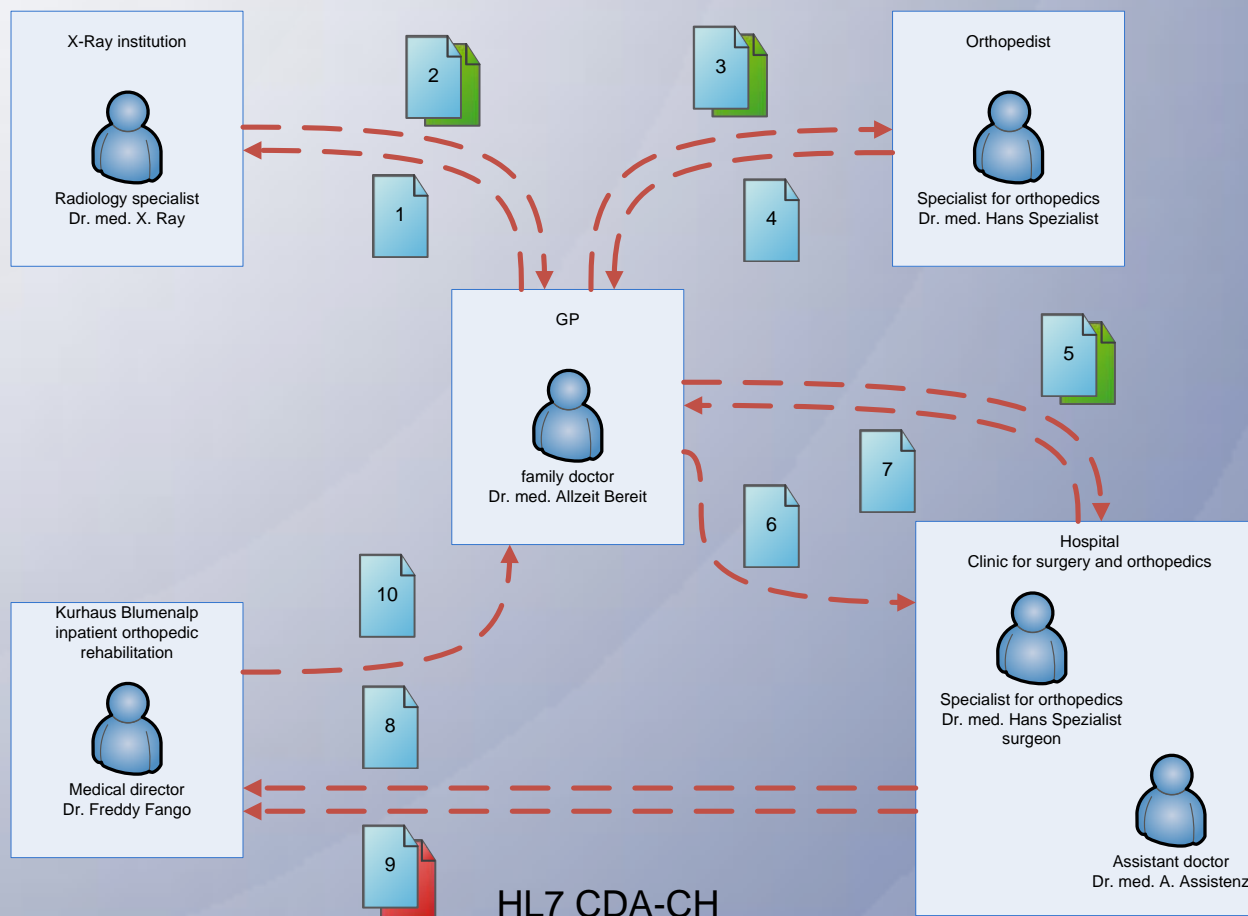 X-Ray institution
Radiology specialist
Dr. med. X. Ray
2
1
3
4
Orthopedist
Specialist for orthopedics
Dr. med. Hans Spezialist
GP
family doctor
Dr. med. Allzeit Bereit
5
7
6
Hospital
Clinic for surgery and orthopedics
Specialist for orthopedics
Dr. med. Hans Spezialist
surgeon
Assistant doctor
Dr. med. A. Assistenz
Kurhaus Blumenalp
inpatient orthopedic
rehabilitation
Medical director
Dr. Freddy Fango
10
8
9
HL7 CDA-CH